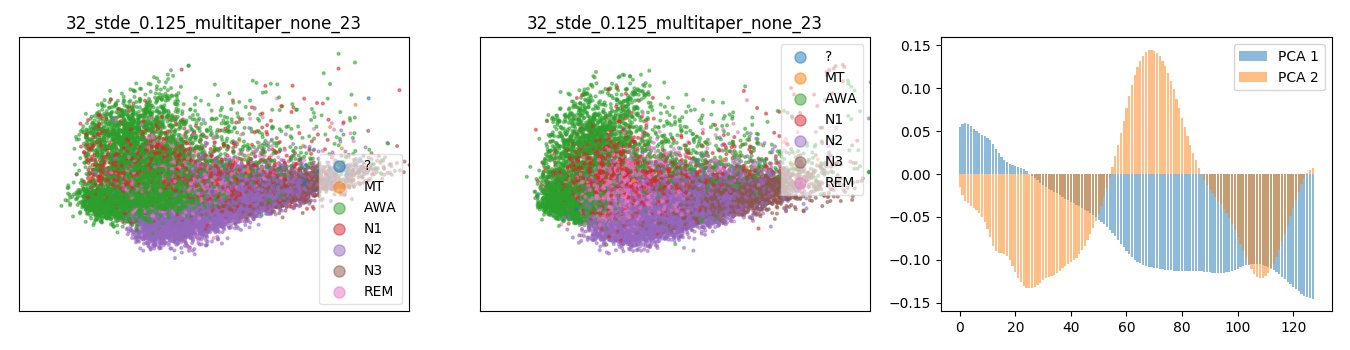 32_stde_0.125_multitaper_none_23
?
MT
AWA
N1
N2
N3
REM
32_stde_0.125_multitaper_none_23
?
MT
AWA
N1
N2
N3
REM
0.15
0.10
0.05
0.00
−0.05
−0.10
−0.15
0 20 40 60 80 100 120
PCA 1
PCA 2